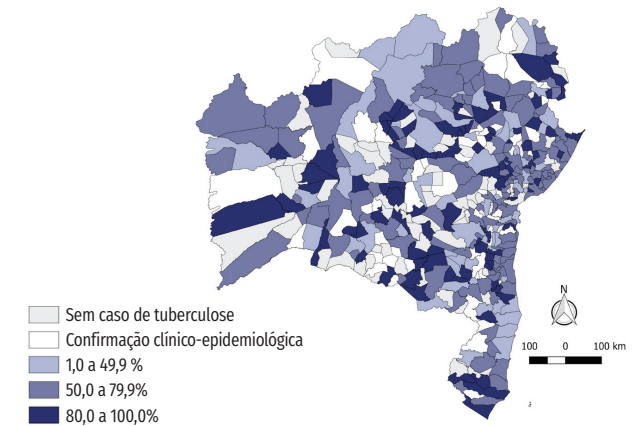 Sem caso de tuberculose
Confirmação clínico-epidemiológica
1,0 a 49,9 %
50,0 a 79,9%
80,0 a 100,0%
N
100 0 100 km